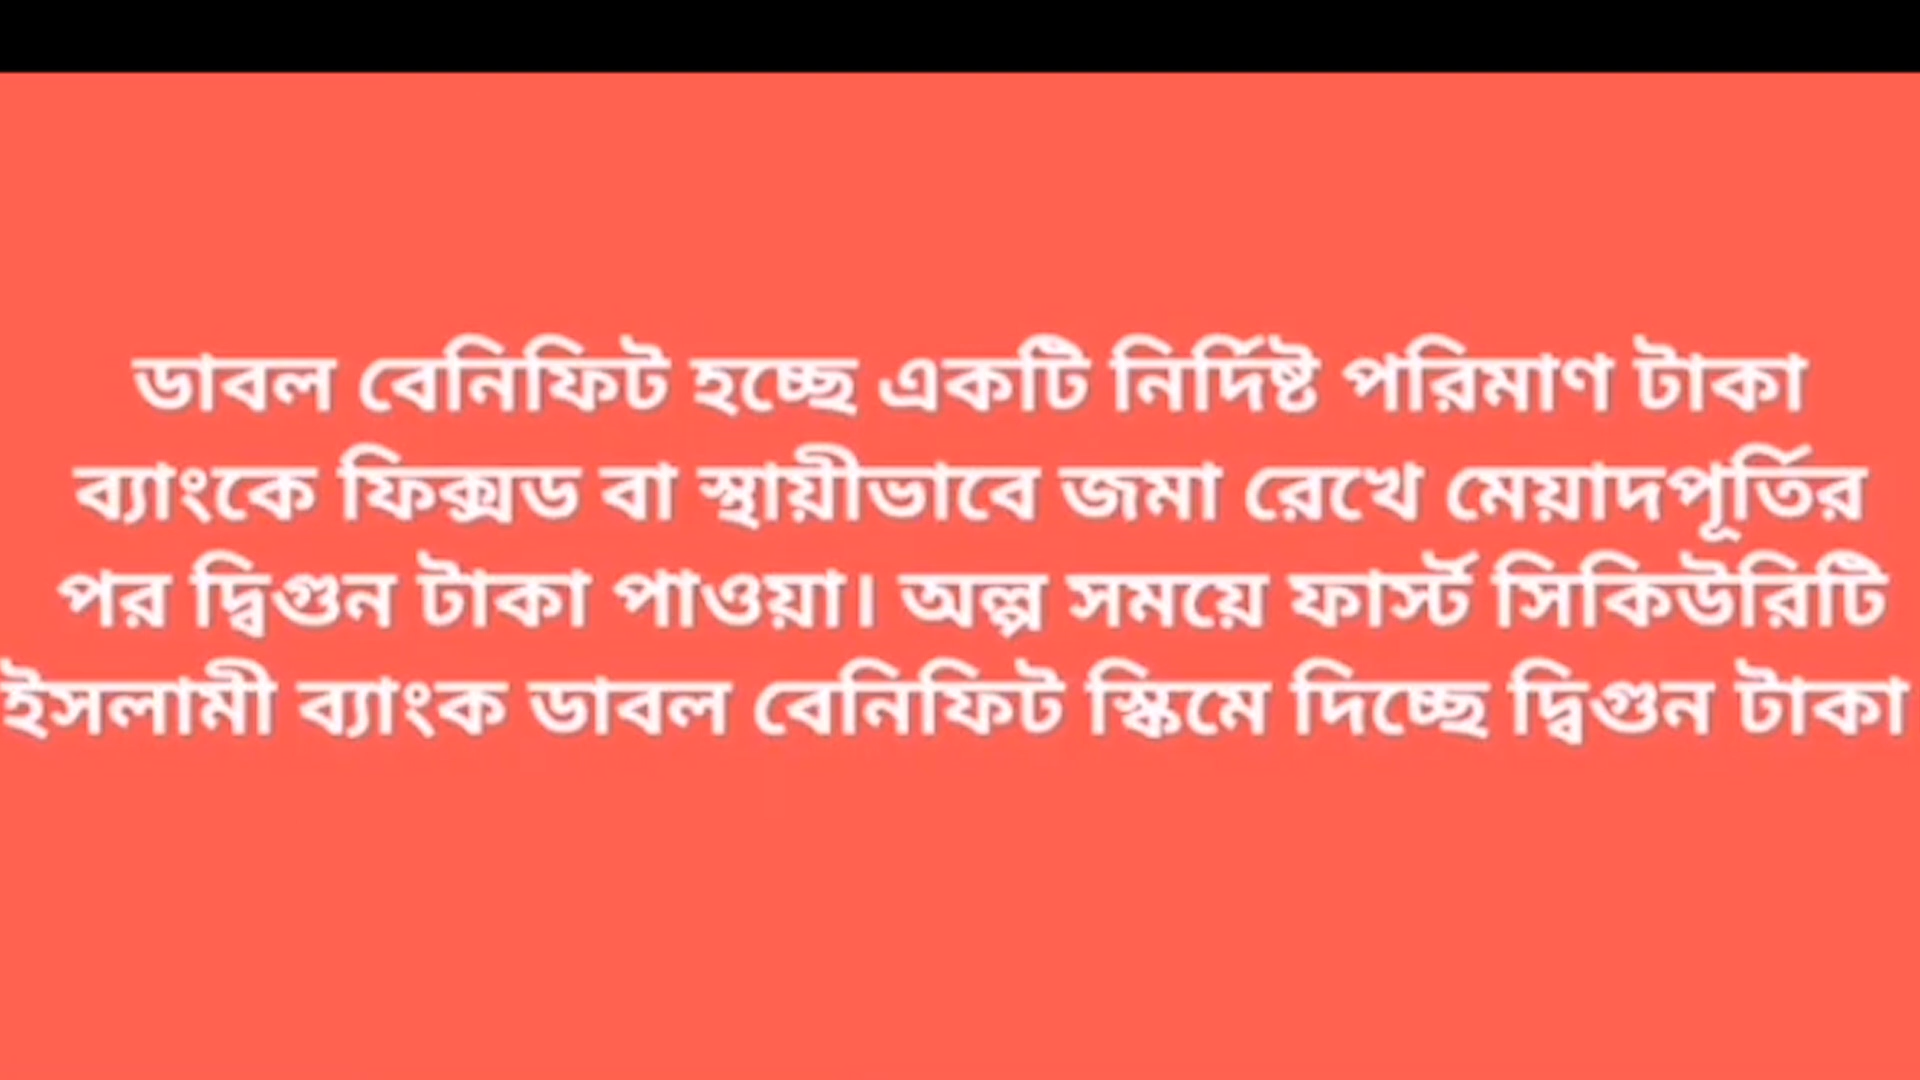 ডাবল বেনিফিট হচ্ছে একটি নির্দিষ্ট পরিমাণ টাকা
ব্যাংকে ফিক্সড বা স্থায়ীভাবে জমা রেখে মেয়াদপূর্তির
পর দ্বিগুন টাকা পাওয়া। অল্প সময়ে ফার্স্ট সিকিউরিটি
ইসলামী ব্যাংক ডাবল বেনিফিট স্কিমে দিচ্ছে দ্বিগুন টাকা